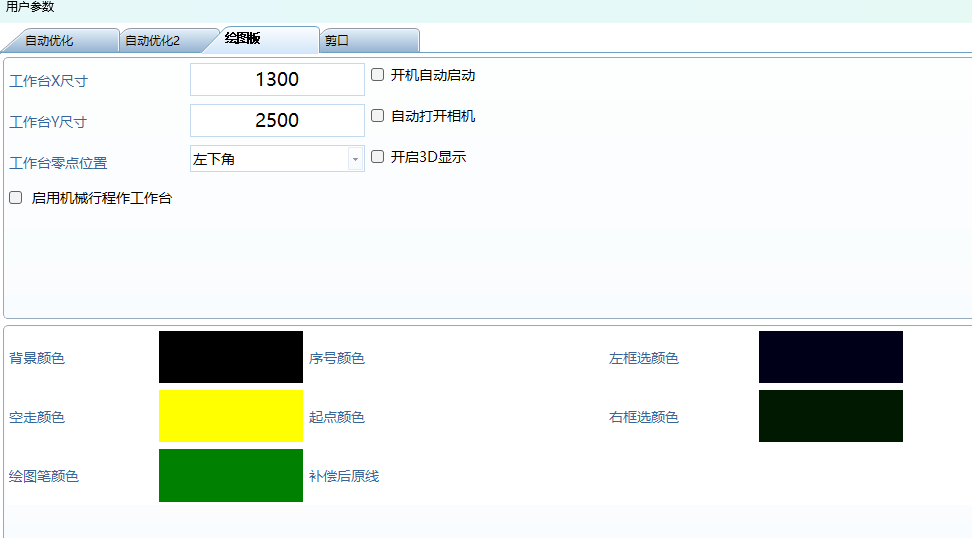 用户参数
自动优化 自动优化2 绘图版 剪口
工作台X尺寸 1300 开机自动启动
工作台Y尺寸 2500 自动打开相机
工作台零点位置 左下角 开启3D显示
启用机械行程作工作台
背景颜色 序号颜色 左框选颜色
空走颜色 起点颜色 右框选颜色
绘图笔颜色 补偿后原线